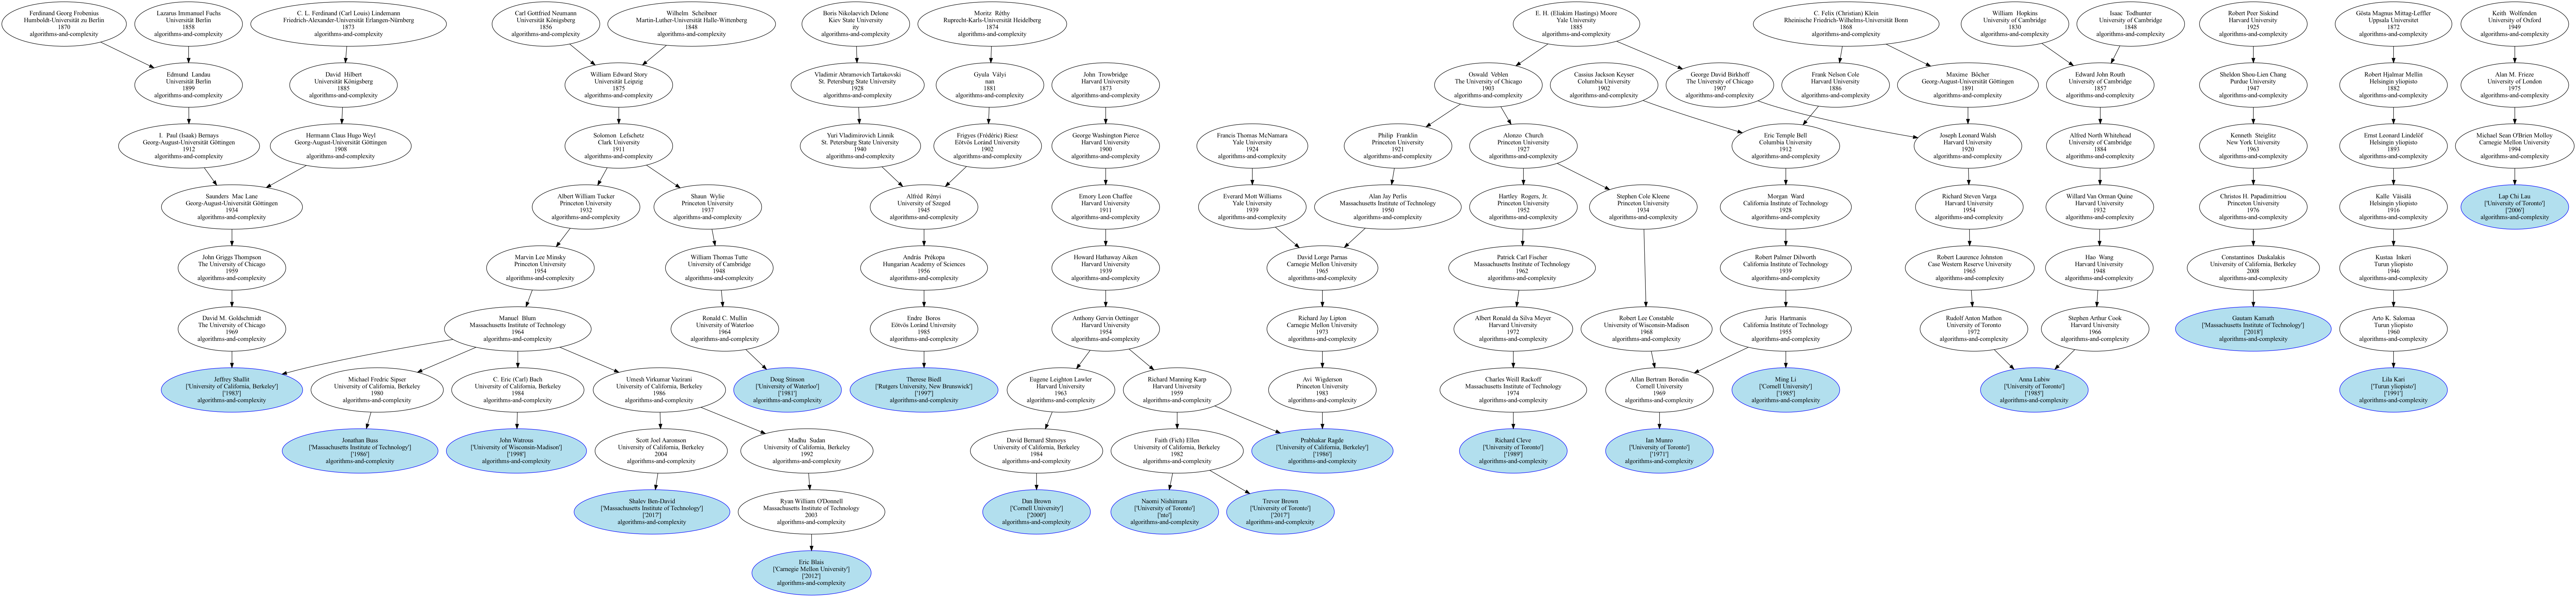 Ferdinand Georg Frobenius
Humboldt-Universität zu Berlin
1870
algorithms-and-complexity
Lazarus Immanuel Fuchs
Universität Berlin
1858
algorithms-and-complexity
C. L. Ferdinand (Carl Louis) Lindemann
Friedrich-Alexander-Universität Erlangen-Nürnberg
1873
algorithms-and-complexity
Carl Gottfried Neumann
Universität Königsberg
1856
algorithms-and-complexity
Wilhelm Scheibner
Martin-Luther-Universität Halle-Wittenberg
1848
algorithms-and-complexity
Boris Nikolaevich Delone
Kiev State University
ity
algorithms-and-complexity
Moritz Réthy
Ruprecht-Karls-Universität Heidelberg
1874
algorithms-and-complexity
E. H. (Eliakim Hastings) Moore
Yale University
1885
algorithms-and-complexity
C. Felix (Christian) Klein
Rheinische Friedrich-Wilhelms-Universität Bonn
1868
algorithms-and-complexity
William Hopkins
University of Cambridge
1830
algorithms-and-complexity
Isaac Todhunter
University of Cambridge
1848
algorithms-and-complexity
Robert Peer Siskind
Harvard University
1925
algorithms-and-complexity
Gösta Magnus Mittag-Leffler
Uppsala Universitet
1872
algorithms-and-complexity
Keith Wolfenden
University of Oxford
1949
algorithms-and-complexity
Edmund Landau
Universität Berlin
1899
algorithms-and-complexity
David Hilbert
Universität Königsberg
1885
algorithms-and-complexity
William Edward Story
Universität Leipzig
1875
algorithms-and-complexity
Vladimir Abramovich Tartakovski
St. Petersburg State University
1928
algorithms-and-complexity
Gyula Vályi
nan
1881
algorithms-and-complexity
John Trowbridge
Harvard University
1873
algorithms-and-complexity
Oswald Veblen
The University of Chicago
1903
algorithms-and-complexity
Cassius Jackson Keyser
Columbia University
1902
algorithms-and-complexity
George David Birkhoff
The University of Chicago
1907
algorithms-and-complexity
Frank Nelson Cole
Harvard University
1886
algorithms-and-complexity
Maxime Bôcher
Georg-August-Universität Göttingen
1891
algorithms-and-complexity
Edward John Routh
University of Cambridge
1857
algorithms-and-complexity
Sheldon Shou-Lien Chang
Purdue University
1947
algorithms-and-complexity
Robert Hjalmar Mellin
Helsingin yliopisto
1882
algorithms-and-complexity
Alan M. Frieze
University of London
1975
algorithms-and-complexity
I. Paul (Isaak) Bernays
Georg-August-Universität Göttingen
1912
algorithms-and-complexity
Hermann Claus Hugo Weyl
Georg-August-Universität Göttingen
1908
algorithms-and-complexity
Solomon Lefschetz
Clark University
1911
algorithms-and-complexity
Yuri Vladimirovich Linnik
St. Petersburg State University
1940
algorithms-and-complexity
Frigyes (Frédéric) Riesz
Eötvös Loránd University
1902
algorithms-and-complexity
George Washington Pierce
Harvard University
1900
algorithms-and-complexity
Francis Thomas McNamara
Yale University
1924
algorithms-and-complexity
Philip Franklin
Princeton University
1921
algorithms-and-complexity
Alonzo Church
Princeton University
1927
algorithms-and-complexity
Eric Temple Bell
Columbia University
1912
algorithms-and-complexity
Joseph Leonard Walsh
Harvard University
1920
algorithms-and-complexity
Alfred North Whitehead
University of Cambridge
1884
algorithms-and-complexity
Kenneth Steiglitz
New York University
1963
algorithms-and-complexity
Ernst Leonard Lindelöf
Helsingin yliopisto
1893
algorithms-and-complexity
Michael Sean O'Brien Molloy
Carnegie Mellon University
1994
algorithms-and-complexity
Saunders Mac Lane
Georg-August-Universität Göttingen
1934
algorithms-and-complexity
Albert William Tucker
Princeton University
1932
algorithms-and-complexity
Shaun Wylie
Princeton University
1937
algorithms-and-complexity
Alfréd Rényi
University of Szeged
1945
algorithms-and-complexity
Emory Leon Chaffee
Harvard University
1911
algorithms-and-complexity
Everard Mott Williams
Yale University
1939
algorithms-and-complexity
Alan Jay Perlis
Massachusetts Institute of Technology
1950
algorithms-and-complexity
Hartley Rogers, Jr.
Princeton University
1952
algorithms-and-complexity
Stephen Cole Kleene
Princeton University
1934
algorithms-and-complexity
Morgan Ward
California Institute of Technology
1928
algorithms-and-complexity
Richard Steven Varga
Harvard University
1954
algorithms-and-complexity
Willard Van Orman Quine
Harvard University
1932
algorithms-and-complexity
Christos H. Papadimitriou
Princeton University
1976
algorithms-and-complexity
Kalle Väisälä
Helsingin yliopisto
1916
algorithms-and-complexity
Lap Chi Lau
['University of Toronto']
['2006']
algorithms-and-complexity
John Griggs Thompson
The University of Chicago
1959
algorithms-and-complexity
Marvin Lee Minsky
Princeton University
1954
algorithms-and-complexity
William Thomas Tutte
University of Cambridge
1948
algorithms-and-complexity
András Prékopa
Hungarian Academy of Sciences
1956
algorithms-and-complexity
Howard Hathaway Aiken
Harvard University
1939
algorithms-and-complexity
David Lorge Parnas
Carnegie Mellon University
1965
algorithms-and-complexity
Patrick Carl Fischer
Massachusetts Institute of Technology
1962
algorithms-and-complexity
Robert Palmer Dilworth
California Institute of Technology
1939
algorithms-and-complexity
Robert Laurence Johnston
Case Western Reserve University
1965
algorithms-and-complexity
Hao Wang
Harvard University
1948
algorithms-and-complexity
Constantinos Daskalakis
University of California, Berkeley
2008
algorithms-and-complexity
Kustaa Inkeri
Turun yliopisto
1946
algorithms-and-complexity
David M. Goldschmidt
The University of Chicago
1969
algorithms-and-complexity
Manuel Blum
Massachusetts Institute of Technology
1964
algorithms-and-complexity
Ronald C. Mullin
University of Waterloo
1964
algorithms-and-complexity
Endre Boros
Eötvös Loránd University
1985
algorithms-and-complexity
Anthony Gervin Oettinger
Harvard University
1954
algorithms-and-complexity
Richard Jay Lipton
Carnegie Mellon University
1973
algorithms-and-complexity
Albert Ronald da Silva Meyer
Harvard University
1972
algorithms-and-complexity
Robert Lee Constable
University of Wisconsin-Madison
1968
algorithms-and-complexity
Juris Hartmanis
California Institute of Technology
1955
algorithms-and-complexity
Rudolf Anton Mathon
University of Toronto
1972
algorithms-and-complexity
Stephen Arthur Cook
Harvard University
1966
algorithms-and-complexity
Gautam Kamath
['Massachusetts Institute of Technology']
['2018']
algorithms-and-complexity
Arto K. Salomaa
Turun yliopisto
1960
algorithms-and-complexity
Jeffrey Shallit
['University of California, Berkeley']
['1983']
algorithms-and-complexity
Michael Fredric Sipser
University of California, Berkeley
1980
algorithms-and-complexity
C. Eric (Carl) Bach
University of California, Berkeley
1984
algorithms-and-complexity
Umesh Virkumar Vazirani
University of California, Berkeley
1986
algorithms-and-complexity
Doug Stinson
['University of Waterloo']
['1981']
algorithms-and-complexity
Therese Biedl
['Rutgers University, New Brunswick']
['1997']
algorithms-and-complexity
Eugene Leighton Lawler
Harvard University
1963
algorithms-and-complexity
Richard Manning Karp
Harvard University
1959
algorithms-and-complexity
Avi Wigderson
Princeton University
1983
algorithms-and-complexity
Charles Weill Rackoff
Massachusetts Institute of Technology
1974
algorithms-and-complexity
Allan Bertram Borodin
Cornell University
1969
algorithms-and-complexity
Ming Li
['Cornell University']
['1985']
algorithms-and-complexity
Anna Lubiw
['University of Toronto']
['1985']
algorithms-and-complexity
Lila Kari
['Turun yliopisto']
['1991']
algorithms-and-complexity
Jonathan Buss
['Massachusetts Institute of Technology']
['1986']
algorithms-and-complexity
John Watrous
['University of Wisconsin-Madison']
['1998']
algorithms-and-complexity
Scott Joel Aaronson
University of California, Berkeley
2004
algorithms-and-complexity
Madhu Sudan
University of California, Berkeley
1992
algorithms-and-complexity
David Bernard Shmoys
University of California, Berkeley
1984
algorithms-and-complexity
Faith (Fich) Ellen
University of California, Berkeley
1982
algorithms-and-complexity
Prabhakar Ragde
['University of California, Berkeley']
['1986']
algorithms-and-complexity
Richard Cleve
['University of Toronto']
['1989']
algorithms-and-complexity
Ian Munro
['University of Toronto']
['1971']
algorithms-and-complexity
Shalev Ben-David
['Massachusetts Institute of Technology']
['2017']
algorithms-and-complexity
Ryan William O'Donnell
Massachusetts Institute of Technology
2003
algorithms-and-complexity
Dan Brown
['Cornell University']
['2000']
algorithms-and-complexity
Naomi Nishimura
['University of Toronto']
['nto']
algorithms-and-complexity
Trevor Brown
['University of Toronto']
['2017']
algorithms-and-complexity
Eric Blais
['Carnegie Mellon University']
['2012']
algorithms-and-complexity